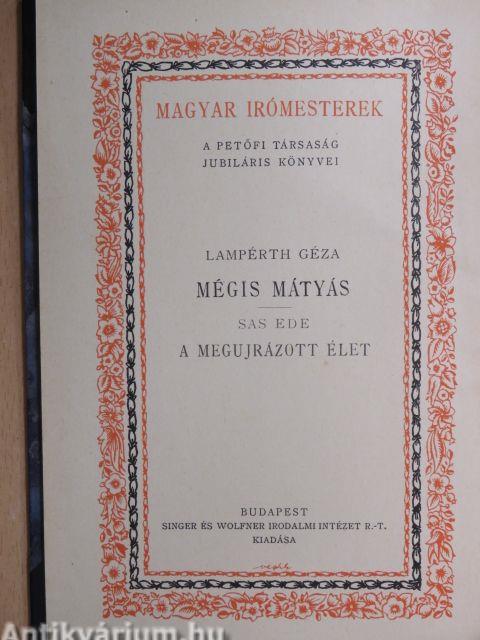 MAGYAR IRÓMESTEREK
A PETŐFI TÁRSASÁG
JUBILÁRIS KÖNYVEI
LAMPÉRTH GÉZA
MÉGIS MÁTYÁS
SAS EDE
A MEGUJRÁZOTT ÉLET
BUDAPEST
SINGER ÉS WOLFNER IRODALMI INTÉZET R.-T.
KIADÁSA
Antikvárium.hu